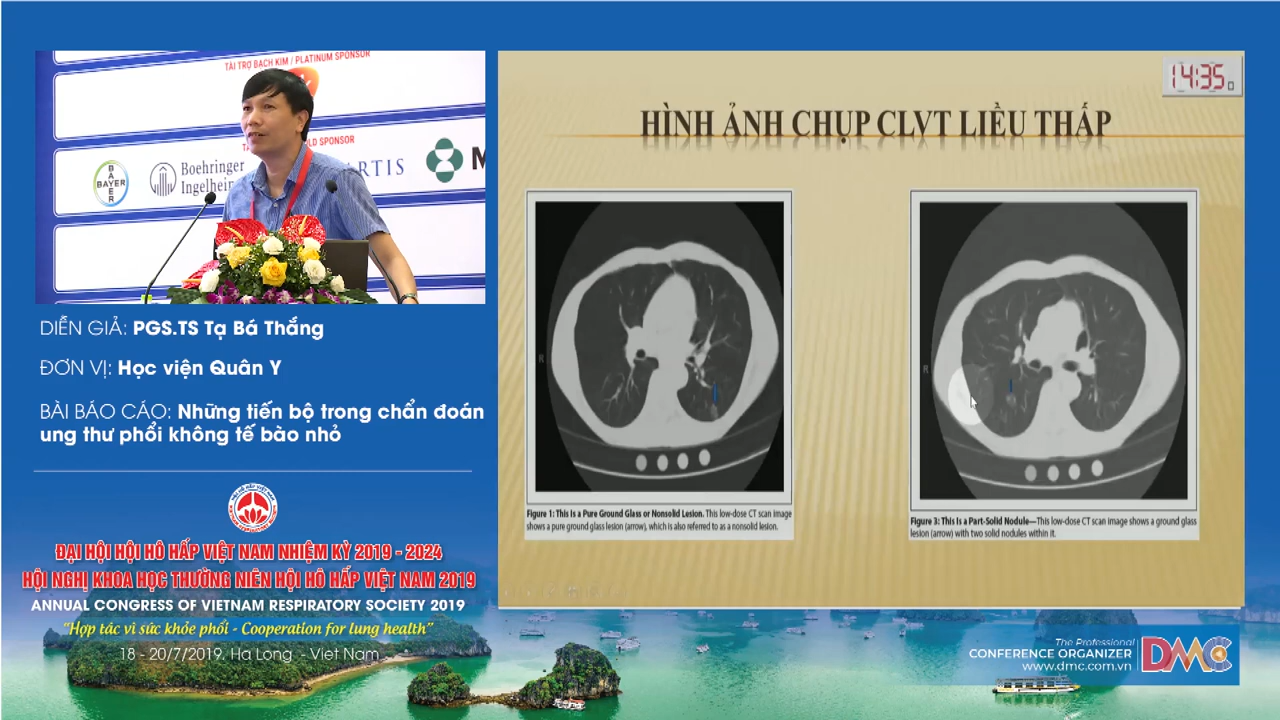 TÀI TRỢ BẠCH KIM / PLATINUM SPONSOR
LD SPONSOR
BAYER
BAYER
Boehringer
Ingelheim
ARTIS
DIỄN GIẢ: PGS.TS Tạ Bá Thắng
ĐƠN VỊ: Học viện Quân Y
BÀI BÁO CÁO: Những tiến bộ trong chẩn đoán
ung thư phổi không tế bào nhỏ
ĐẠI HỘI HỘI HÔ HẤP VIỆT NAM NHIỆM KỲ 2019 - 2024
HỘI NGHỊ KHOA HỌC THƯỜNG NIÊN HỘI HÔ HẤP VIỆT NAM 2019
ANNUAL CONGRESS OF VIETNAM RESPIRATORY SOCIETY 2019
“Hợp tác vì sức khỏe phổi - Cooperation for lung health”
18 - 20/7/2019. Ha Long - Viet Nam
14:35
HÌNH ẢNH CHỤP CLVT LIỀU THẤP
R
R
Figure 1: This Is a Pure Ground Glass or Nonsolid Lesion. This low-dose CT scan image
shows a pure ground glass lesion (arrow), which is also referred to as a nonsolid lesion.
Figure 3: This Is a Part-Solid Nodule—This low-dose CT scan image shows a ground glass
lesion (arrow) with two solid nodules within it.
The Professional
CONFERENCE ORGANIZER
www.dmc.com.vn
DMC